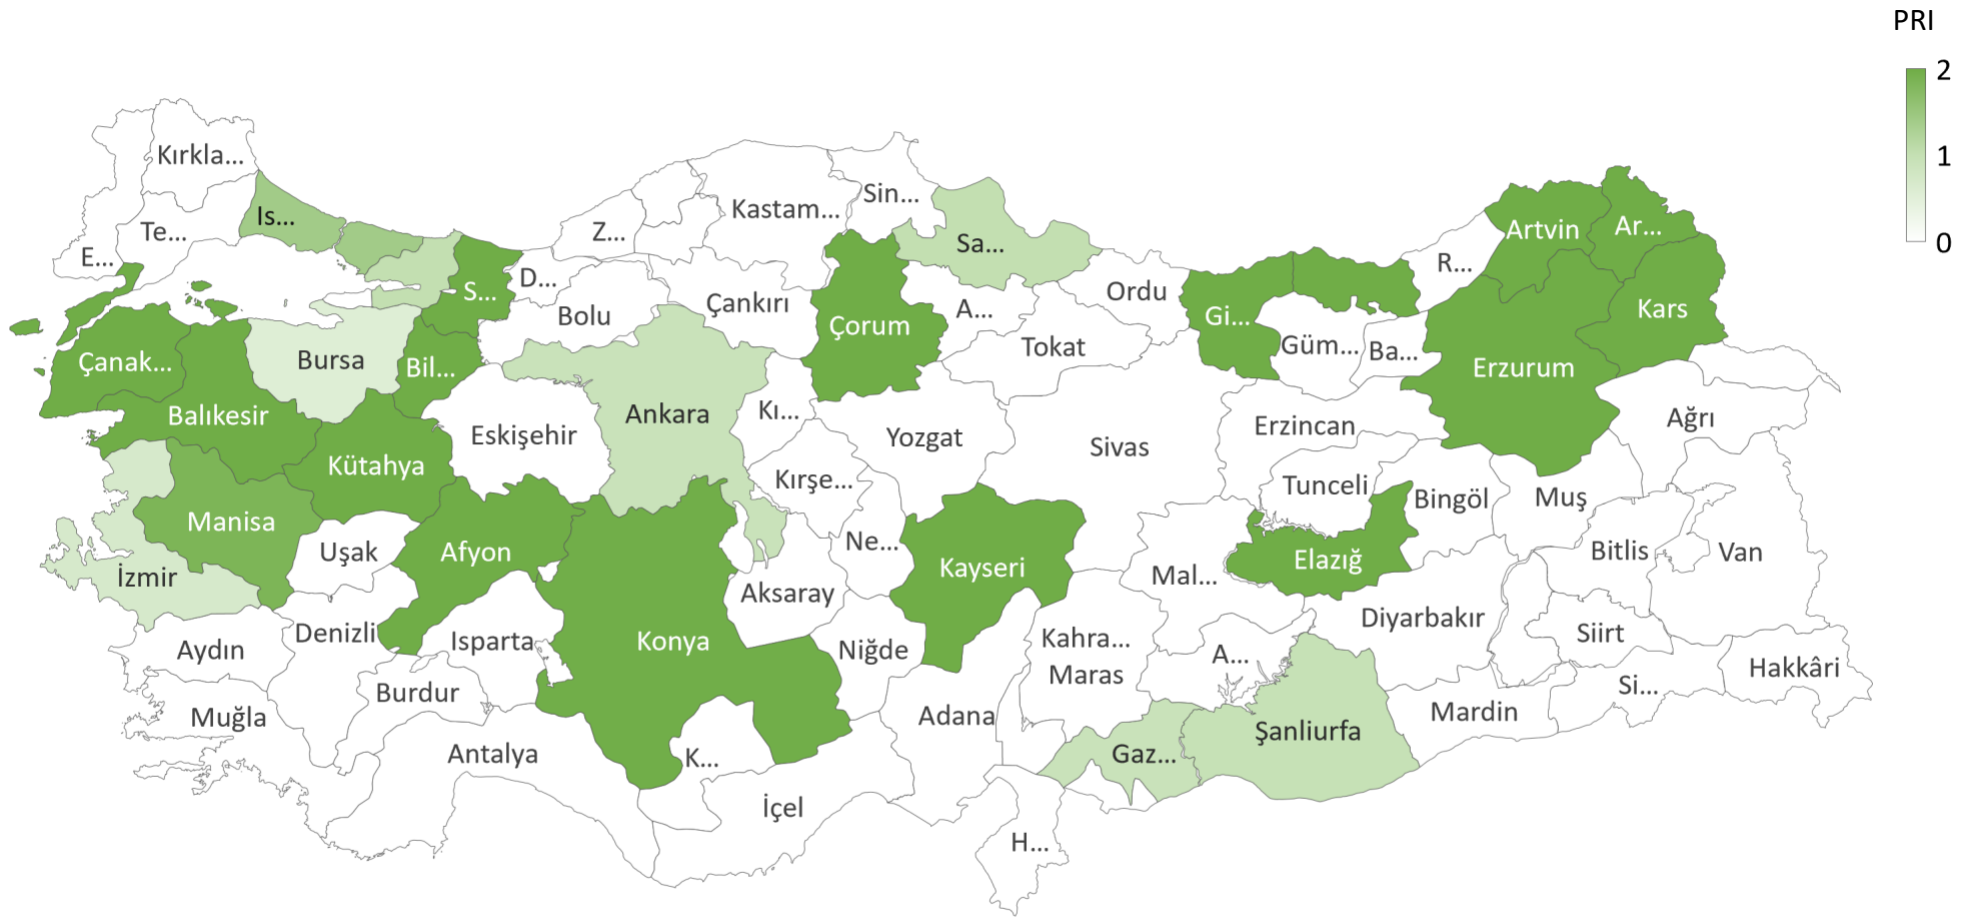 PRI
2
1
0
Kırkla...
Is...
Te...
E...
Z...
Kastam...
Sin...
Sa...
Artvin
Ar...
R...
D...
S...
Bolu
Çankırı
Çorum
A...
Ordu
Gi...
Güm...
Ba...
Kars
Çanak...
Bursa
Bil...
Tokat
Erzurum
Balıkesir
Ankara
Kı...
Eskişehir
Yozgat
Sivas
Erzincan
Ağrı
Kütahya
Kırşe...
Tunceli
Bingöl
Muş
Manisa
Uşak
Afyon
Ne...
Kayseri
Elazığ
Bitlis
Van
İzmir
Aksaray
Mal...
Diyarbakır
Siirt
Denizli
Isparta
Konya
Niğde
Kahra...
Maras
A...
Aydın
Burdur
Hakkâri
Si...
Muğla
Adana
Mardin
Antalya
K...
Gaz...
Şanliurfa
İçel
H...